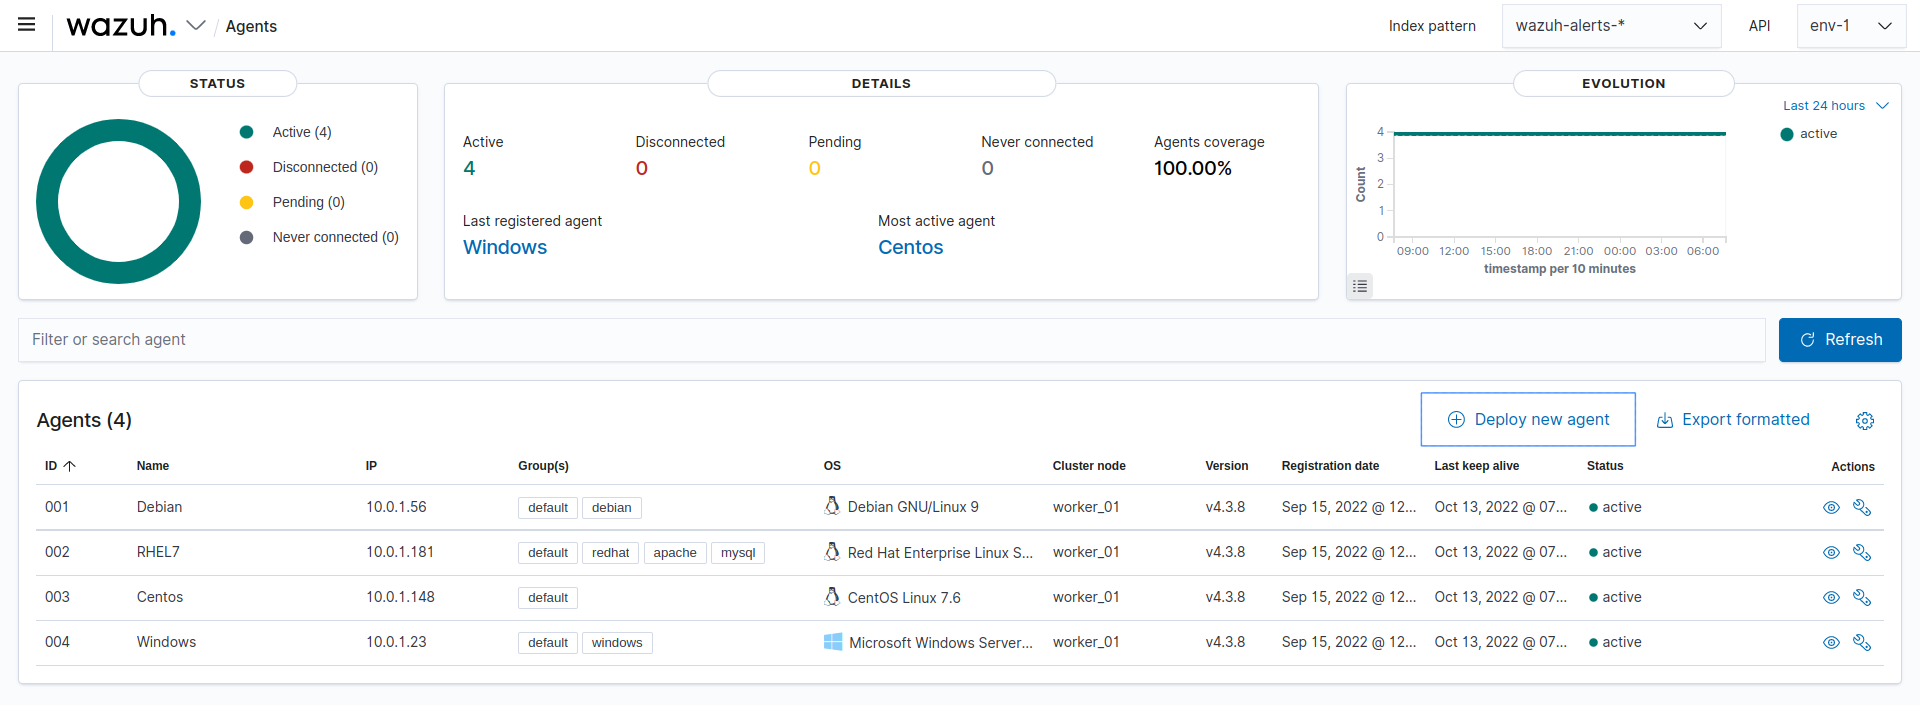 wazuh. / Agents Index pattern wazuh-alerts-* API env-1
STATUS
Active (4)
Disconnected (0)
Pending (0)
Never connected (0)
DETAILS
Active Disconnected Pending Never connected Agents coverage
4 0 0 0 100.00%
Last registered agent Most active agent
Windows Centos
EVOLUTION
Last 24 hours
active
Count
4
3
2
1
0
09:00 12:00 15:00 18:00 21:00 00:00 03:00 06:00
timestamp per 10 minutes
Filter or search agent Refresh
Agents (4) Deploy new agent Export formatted
ID Name IP Group(s) OS Cluster node Version Registration date Last keep alive Status Actions
001 Debian 10.0.1.56 default debian Debian GNU/Linux 9 worker_01 v4.3.8 Sep 15, 2022 @ 12... Oct 13, 2022 @ 07... active
002 RHEL7 10.0.1.181 default redhat apache mysql Red Hat Enterprise Linux S... worker_01 v4.3.8 Sep 15, 2022 @ 12... Oct 13, 2022 @ 07... active
003 Centos 10.0.1.148 default CentOS Linux 7.6 worker_01 v4.3.8 Sep 15, 2022 @ 12... Oct 13, 2022 @ 07... active
004 Windows 10.0.1.23 default windows Microsoft Windows Server... worker_01 v4.3.8 Sep 15, 2022 @ 12... Oct 13, 2022 @ 07... active